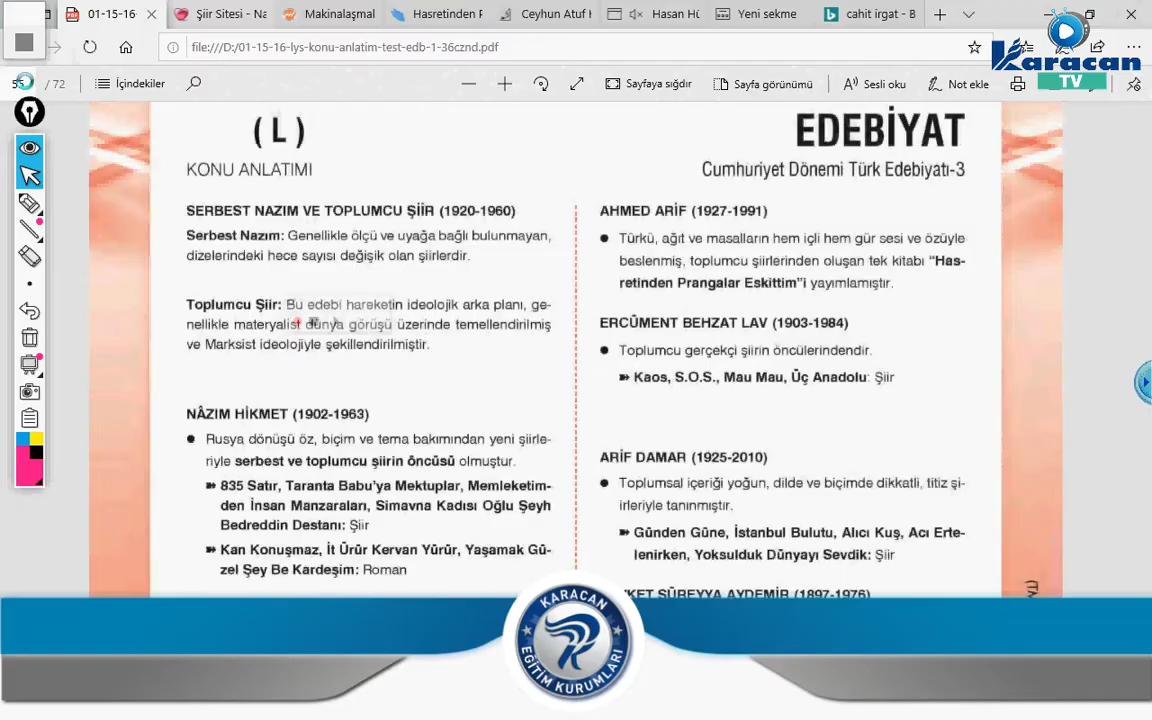 01-15-16-L
Şiir Sitesi - Na
Makinalaşmal
Hasretinden P
Ceyhun Atuf K
Hasan Hü
Yeni sekme
cahit irgat - B
file:///D:/01-15-16-lys-konu-anlatim-test-edb-1-36cznd.pdf
Karacan
TV
/ 72
İçindekiler
Sayfaya sığdır
Sayfa görünümü
Sesli oku
Not ekle
( L )
KONU ANLATIMI
EDEBİYAT
Cumhuriyet Dönemi Türk Edebiyatı-3
SERBEST NAZIM VE TOPLUMCU ŞİİR (1920-1960)
Serbest Nazım: Genellikle ölçü ve uyağa bağlı bulunmayan,
dizelerindeki hece sayısı değişik olan şiirlerdir.
Toplumcu Şiir: Bu edebi hareketin ideolojik arka planı, ge-
nellikle materyalist dünya görüşü üzerinde temellendirilmiş
ve Marksist ideolojiyle şekillendirilmiştir.
NÂZIM HİKMET (1902-1963)
● Rusya dönüşü öz, biçim ve tema bakımından yeni şiirle-
riyle serbest ve toplumcu şiirin öncüsü olmuştur.
➽ 835 Satır, Taranta Babu'ya Mektuplar, Memleketim-
den İnsan Manzaraları, Simavna Kadısı Oğlu Şeyh
Bedreddin Destanı: Şiir
➽ Kan Konuşmaz, İt Ürür Kervan Yürür, Yaşamak Gü-
zel Şey Be Kardeşim: Roman
AHMED ARİF (1927-1991)
● Türkü, ağıt ve masalların hem içli hem gür sesi ve özüyle
beslenmiş, toplumcu şiirlerinden oluşan tek kitabı “Has-
retinden Prangalar Eskittim”i yayımlamıştır.
ERCÜMENT BEHZAT LAV (1903-1984)
● Toplumcu gerçekçi şiirin öncülerindendir.
➽ Kaos, S.O.S., Mau Mau, Üç Anadolu: Şiir
ARİF DAMAR (1925-2010)
● Toplumsal içeriği yoğun, dilde ve biçimde dikkatli, titiz şi-
irleriyle tanınmıştır.
➽ Günden Güne, İstanbul Bulutu, Alıcı Kuş, Acı Erte-
lenirken, Yoksulduk Dünyayı Sevdik: Şiir
SÜREYYA AYDEMİR (1897-1976)
KARACAN
EĞİTİM KURUMLARI